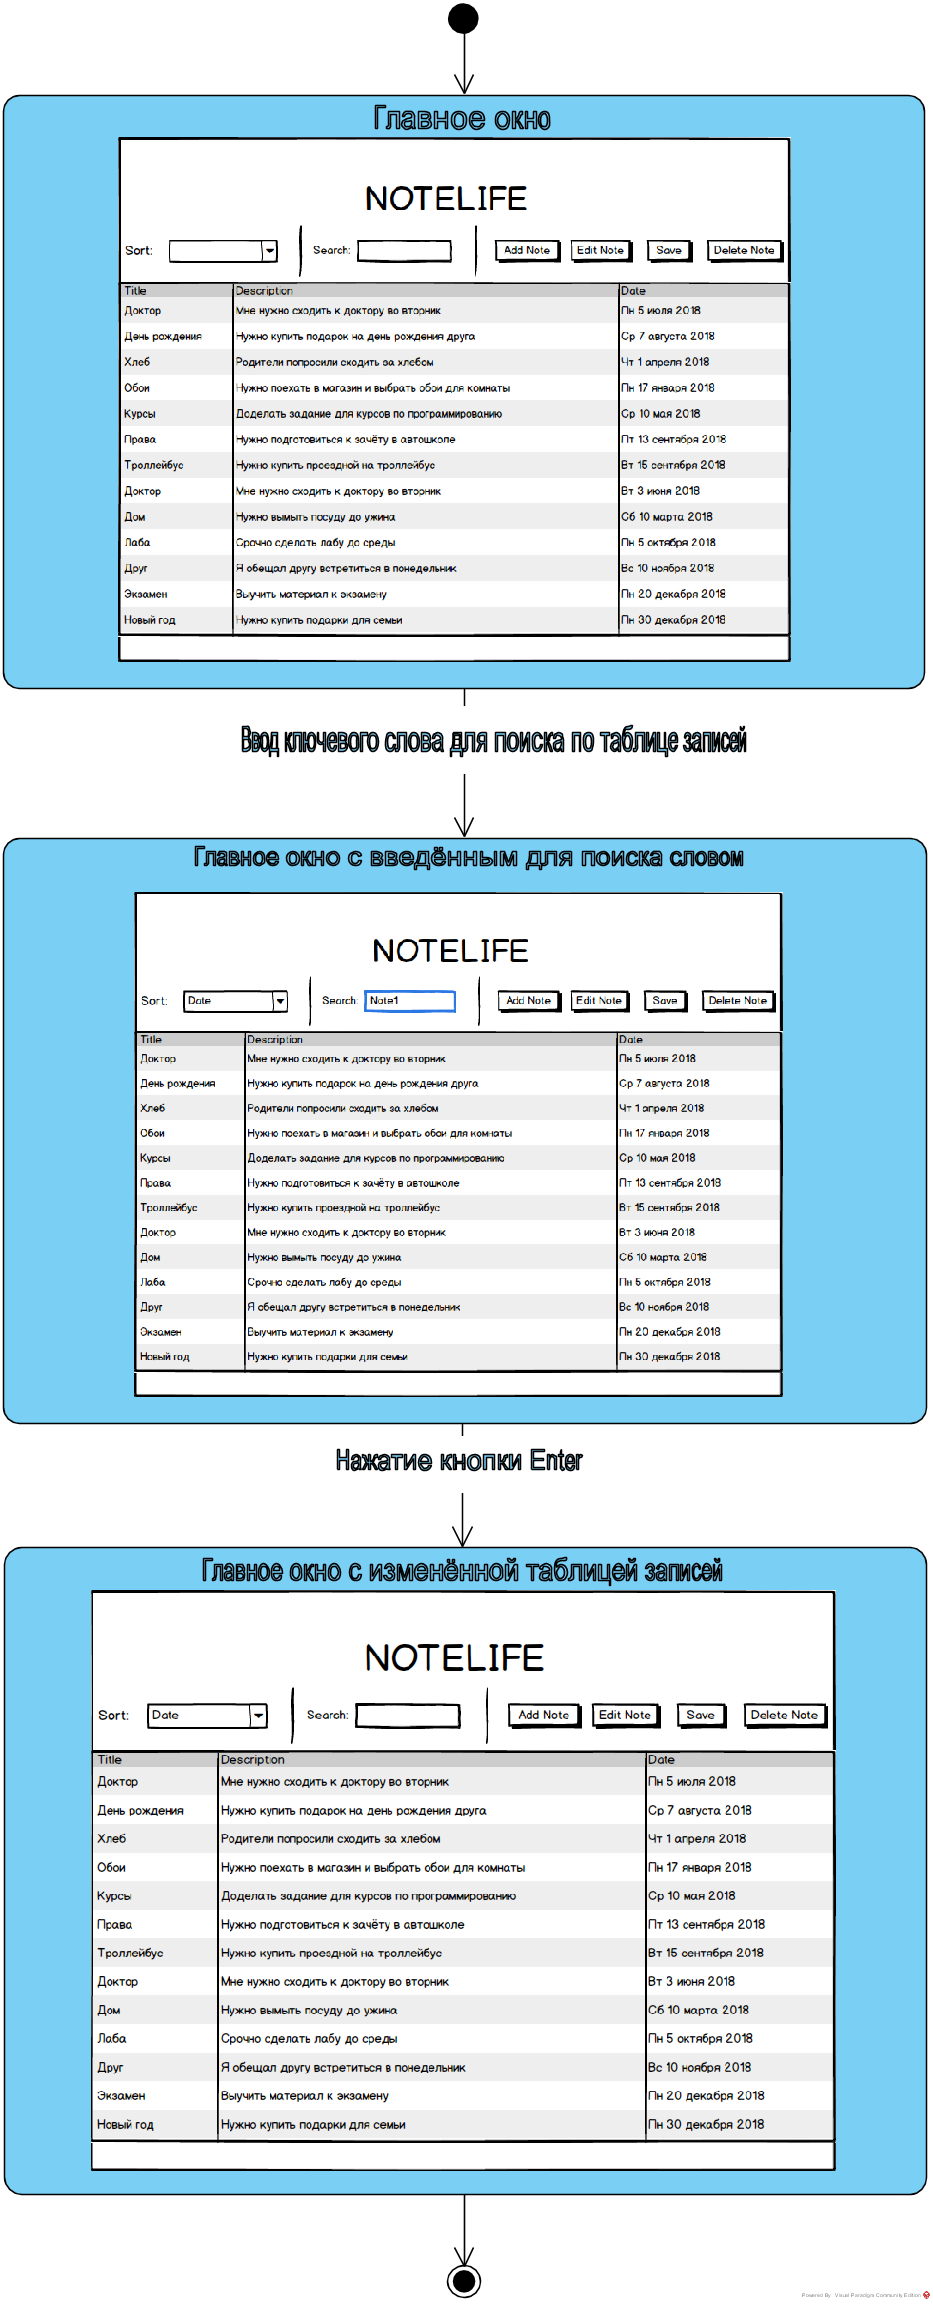 Главное окно
NOTELIFE
Sort: Search: Add Note Edit Note Save Delete Note
Title Description Date
Доктор Мне нужно сходить к доктору во вторник Пн 5 июля 2018
День рождения Нужно купить подарок на день рождения друга Ср 7 августа 2018
Хлеб Родители попросили сходить за хлебом Чт 1 апреля 2018
Обои Нужно поехать в магазин и выбрать обои для комнаты Пн 17 января 2018
Курсы Доделать задание для курсов по программированию Ср 10 мая 2018
Права Нужно подготовиться к зачёту в автошколе Пт 13 сентября 2018
Троллейбус Нужно купить проездной на троллейбус Вт 15 сентября 2018
Доктор Мне нужно сходить к доктору во вторник Вт 3 июня 2018
Дом Нужно вымыть посуду до ужина Сб 10 марта 2018
Лаба Срочно сделать лабу до среды Пн 5 октября 2018
Друг Я обещал другу встретиться в понедельник Вс 10 ноября 2018
Экзамен Выучить материал к экзамену Пн 20 декабря 2018
Новый год Нужно купить подарки для семьи Пн 30 декабря 2018
Ввод ключевого слова для поиска по таблице записей
Главное окно с введённым для поиска словом
NOTELIFE
Sort: Date Search: Note1 Add Note Edit Note Save Delete Note
Title Description Date
Доктор Мне нужно сходить к доктору во вторник Пн 5 июля 2018
День рождения Нужно купить подарок на день рождения друга Ср 7 августа 2018
Хлеб Родители попросили сходить за хлебом Чт 1 апреля 2018
Обои Нужно поехать в магазин и выбрать обои для комнаты Пн 17 января 2018
Курсы Доделать задание для курсов по программированию Ср 10 мая 2018
Права Нужно подготовиться к зачёту в автошколе Пт 13 сентября 2018
Троллейбус Нужно купить проездной на троллейбус Вт 15 сентября 2018
Доктор Мне нужно сходить к доктору во вторник Вт 3 июня 2018
Дом Нужно вымыть посуду до ужина Сб 10 марта 2018
Лаба Срочно сделать лабу до среды Пн 5 октября 2018
Друг Я обещал другу встретиться в понедельник Вс 10 ноября 2018
Экзамен Выучить материал к экзамену Пн 20 декабря 2018
Новый год Нужно купить подарки для семьи Пн 30 декабря 2018
Нажатие кнопки Enter
Главное окно с изменённой таблицей записей
NOTELIFE
Sort: Date Search: Add Note Edit Note Save Delete Note
Title Description Date
Доктор Мне нужно сходить к доктору во вторник Пн 5 июля 2018
День рождения Нужно купить подарок на день рождения друга Ср 7 августа 2018
Хлеб Родители попросили сходить за хлебом Чт 1 апреля 2018
Обои Нужно поехать в магазин и выбрать обои для комнаты Пн 17 января 2018
Курсы Доделать задание для курсов по программированию Ср 10 мая 2018
Права Нужно подготовиться к зачёту в автошколе Пт 13 сентября 2018
Троллейбус Нужно купить проездной на троллейбус Вт 15 сентября 2018
Доктор Мне нужно сходить к доктору во вторник Вт 3 июня 2018
Дом Нужно вымыть посуду до ужина Сб 10 марта 2018
Лаба Срочно сделать лабу до среды Пн 5 октября 2018
Друг Я обещал другу встретиться в понедельник Вс 10 ноября 2018
Экзамен Выучить материал к экзамену Пн 20 декабря 2018
Новый год Нужно купить подарки для семьи Пн 30 декабря 2018
Powered By Visual Paradigm Community Edition